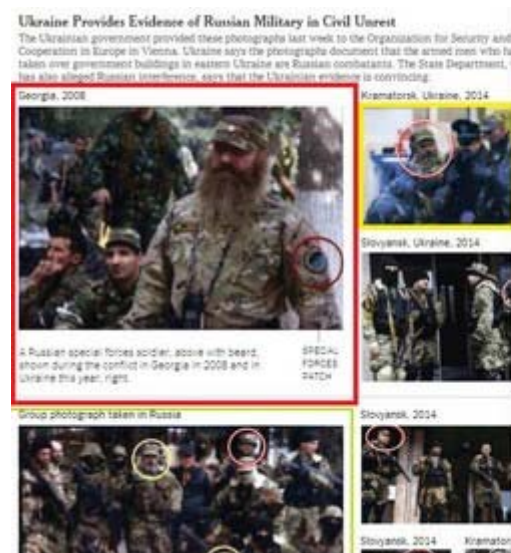 Ukraine Provides Evidence of Russian Military in Civil Unrest
The Ukrainian government provided these photographs last week to the Organization for Security and
Cooperation in Europe in Vienna. Ukraine says the photographs document that the armed men who ha
taken over government buildings in eastern Ukraine are Russian combatants. The State Department,
has also alleged Russian interference, says that the Ukrainian evidence is convincing.
Georgia, 2008
Kramatorsk, Ukraine, 2014
Slovyansk, Ukraine, 2014
A Russian special forces soldier, above with beard,
shown during the conflict in Georgia in 2008 and in
Ukraine this year, right.
SPECIAL
FORCES
PATCH
Group photograph taken in Russia
Slovyansk, 2014
Slovyansk, 2014
Kramator